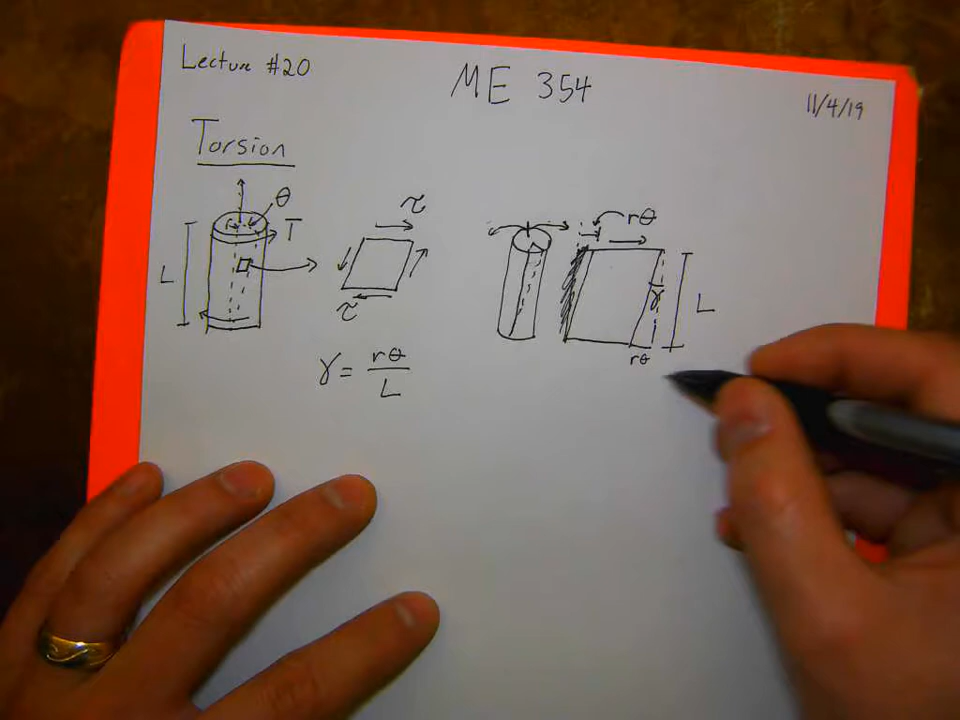 Lecture #20
ME 354
11/4/19
Torsion
θ
T
L
τ
τ
rθ
γ
L
rθ
γ = rθ/L